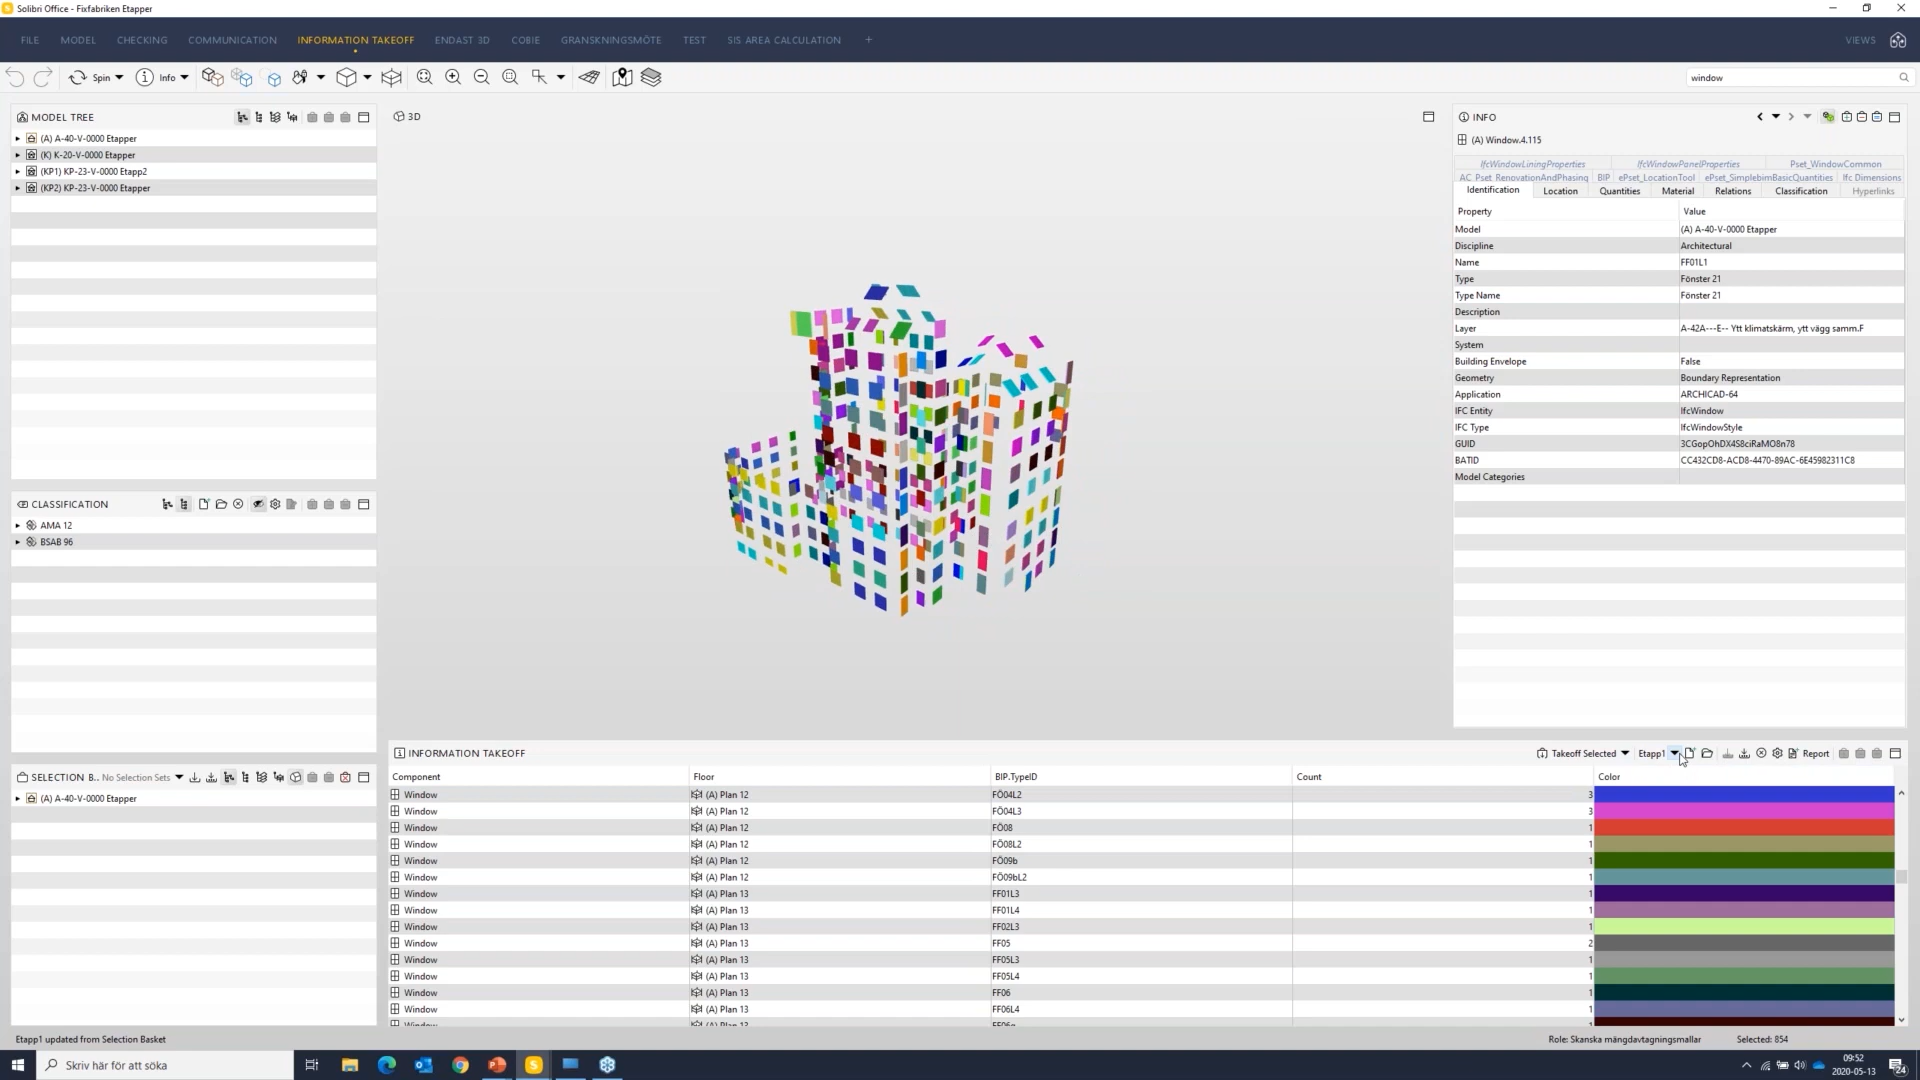 Solibri Office - Fixfabriken Etapper
FILE MODEL CHECKING COMMUNICATION INFORMATION TAKEOFF ENDAST 3D COBIE GRANSKNINGSMÖTE TEST SIS AREA CALCULATION + VIEWS
Spin Info window
MODEL TREE
(A) A-40-V-0000 Etapper
(K) K-20-V-0000 Etapper
(KP1) KP-23-V-0000 Etapp2
(KP2) KP-23-V-0000 Etapper
CLASSIFICATION
AMA 12
BSAB 96
SELECTION B.. No Selection Sets
(A) A-40-V-0000 Etapper
3D
INFO
(A) Window.4.115
IfcWindowLiningProperties IfcWindowPanelProperties Pset_WindowCommon
AC_Pset_RenovationAndPhasing BIP ePset_LocationTool ePset_SimplebimBasicQuantities Ifc Dimensions
Identification Location Quantities Material Relations Classification Hyperlinks
Property Value
Model (A) A-40-V-0000 Etapper
Discipline Architectural
Name FF01L1
Type Fönster 21
Type Name Fönster 21
Description
Layer A-42A---E-- Ytt klimatskärm, ytt vägg samm.F
System
Building Envelope False
Geometry Boundary Representation
Application ARCHICAD-64
IFC Entity IfcWindow
IFC Type IfcWindowStyle
GUID 3CGopOhDX4S8ciRaMO8n78
BATID CC432CD8-ACD8-4470-89AC-6E45982311C8
Model Categories
INFORMATION TAKEOFF Takeoff Selected Etapp1 Report
Component Floor BIP.TypeID Count Color
Window (A) Plan 12 FÖ04L2 3
Window (A) Plan 12 FÖ04L3 3
Window (A) Plan 12 FÖ08 1
Window (A) Plan 12 FÖ08L2 1
Window (A) Plan 12 FÖ09b 1
Window (A) Plan 12 FÖ09bL2 1
Window (A) Plan 13 FF01L3 1
Window (A) Plan 13 FF01L4 1
Window (A) Plan 13 FF02L3 1
Window (A) Plan 13 FF05 2
Window (A) Plan 13 FF05L3 1
Window (A) Plan 13 FF05L4 1
Window (A) Plan 13 FF06 1
Window (A) Plan 13 FF06L4 1
Window (A) Plan 13
Etapp1 updated from Selection Basket Role: Skanska mängdavtagningsmallar Selected: 854
Skriv här för att söka
09:52
2020-05-13
24